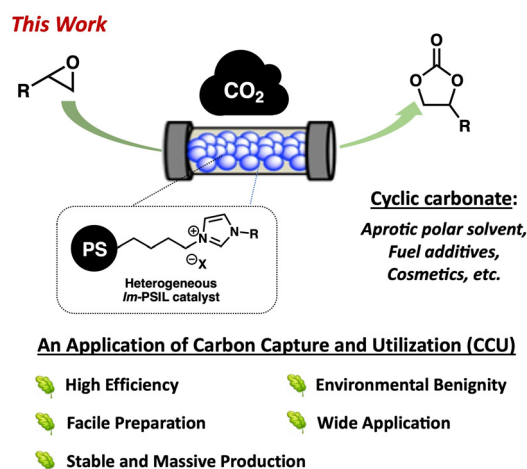 This Work
O
R
CO2
O
O
O
R
PS
+
N
N
R
⊖X
Heterogeneous
Im-PSIL catalyst
Cyclic carbonate:
Aprotic polar solvent,
Fuel additives,
Cosmetics, etc.
An Application of Carbon Capture and Utilization (CCU)
High Efficiency
Environmental Benignity
Facile Preparation
Wide Application
Stable and Massive Production